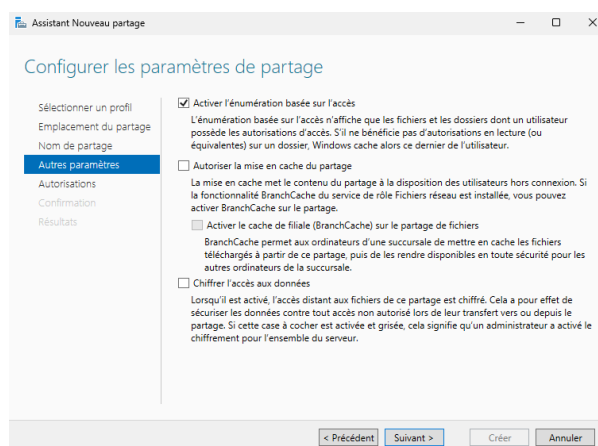 Assistant Nouveau partage
Configurer les paramètres de partage
Sélectionner un profil
Emplacement du partage
Nom de partage
Autres paramètres
Autorisations
Confirmation
Résultats
Activer l'énumération basée sur l'accès
L'énumération basée sur l'accès n'affiche que les fichiers et les dossiers dont un utilisateur
possède les autorisations d'accès. S'il ne bénéficie pas d'autorisations en lecture (ou
équivalentes) sur un dossier, Windows cache alors ce dernier de l'utilisateur.
Autoriser la mise en cache du partage
La mise en cache met le contenu du partage à la disposition des utilisateurs hors connexion. Si
la fonctionnalité BranchCache du service de rôle Fichiers réseau est installée, vous pouvez
activer BranchCache sur le partage.
Activer le cache de filiale (BranchCache) sur le partage de fichiers
BranchCache permet aux ordinateurs d'une succursale de mettre en cache les fichiers
téléchargés à partir de ce partage, puis de les rendre disponibles en toute sécurité pour les
autres ordinateurs de la succursale.
Chiffrer l'accès aux données
Lorsqu'il est activé, l'accès distant aux fichiers de ce partage est chiffré. Cela a pour effet de
sécuriser les données contre tout accès non autorisé lors de leur transfert vers ou depuis le
partage. Si cette case à cocher est activée et grisée, cela signifie qu'un administrateur a activé le
chiffrement pour l'ensemble du serveur.
< Précédent
Suivant >
Créer
Annuler